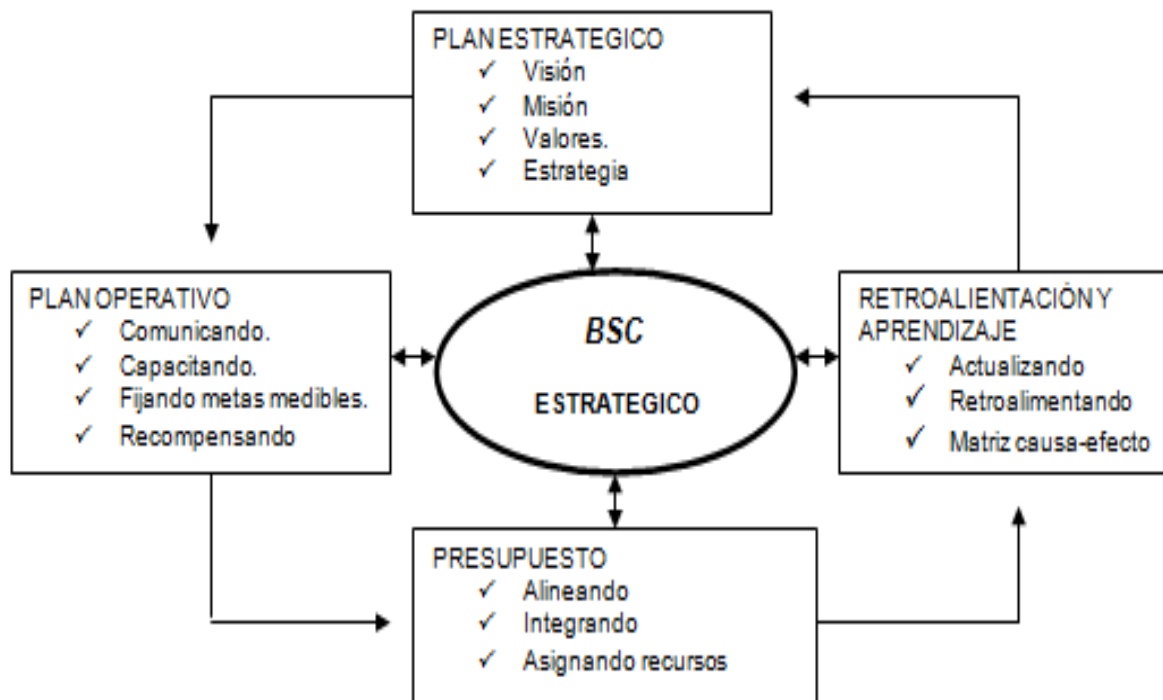 PLAN ESTRATEGICO
✓ Visión
✓ Misión
✓ Valores.
✓ Estrategia
PLAN OPERATIVO
✓ Comunicando.
✓ Capacitando.
✓ Fijando metas medibles.
✓ Recompensando
BSC
ESTRATEGICO
RETROALIENTACIÓN Y
APRENDIZAJE
✓ Actualizando
✓ Retroalimentando
✓ Matriz causa-efecto
PRESUPUESTO
✓ Alineando
✓ Integrando
✓ Asignando recursos